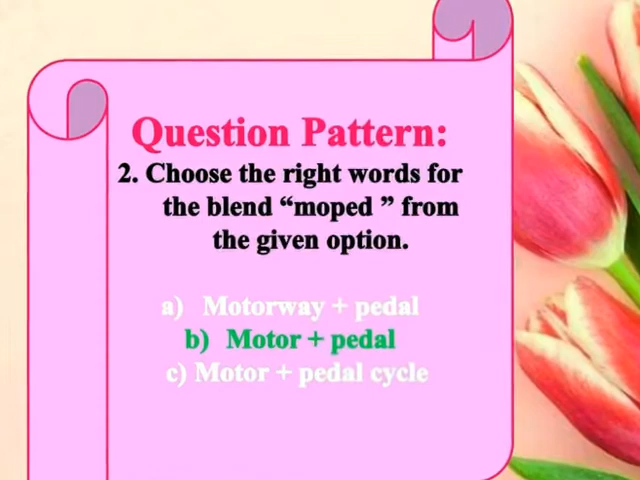 Question Pattern:
2. Choose the right words for
the blend “moped ” from
the given option.
a) Motorway + pedal
b) Motor + pedal
c) Motor + pedal cycle